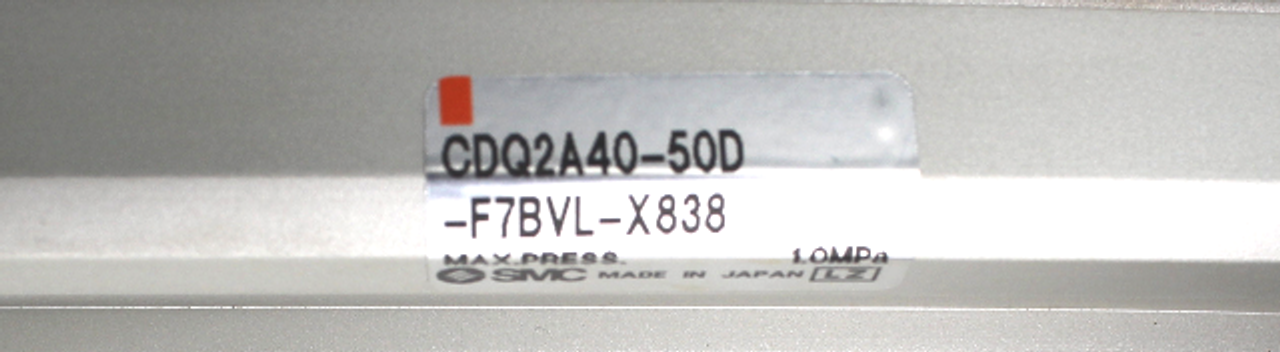 CDQ2A40-50D
-F7BVL-X838
MAX.PRESS. 1.0MPa
SMC MADE IN JAPAN LZ